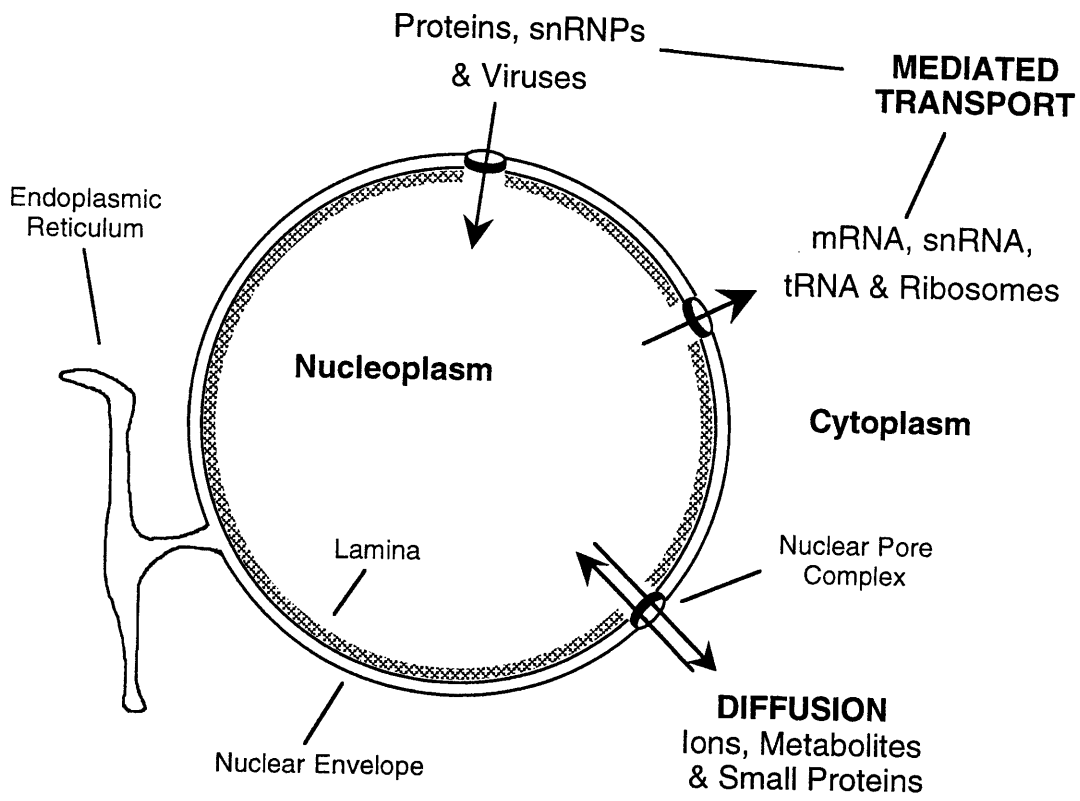 Proteins, snRNPs
& Viruses
MEDIATED
TRANSPORT
Endoplasmic
Reticulum
mRNA, snRNA,
tRNA & Ribosomes
Nucleoplasm
Cytoplasm
Lamina
Nuclear Pore
Complex
DIFFUSION
Ions, Metabolites
& Small Proteins
Nuclear Envelope